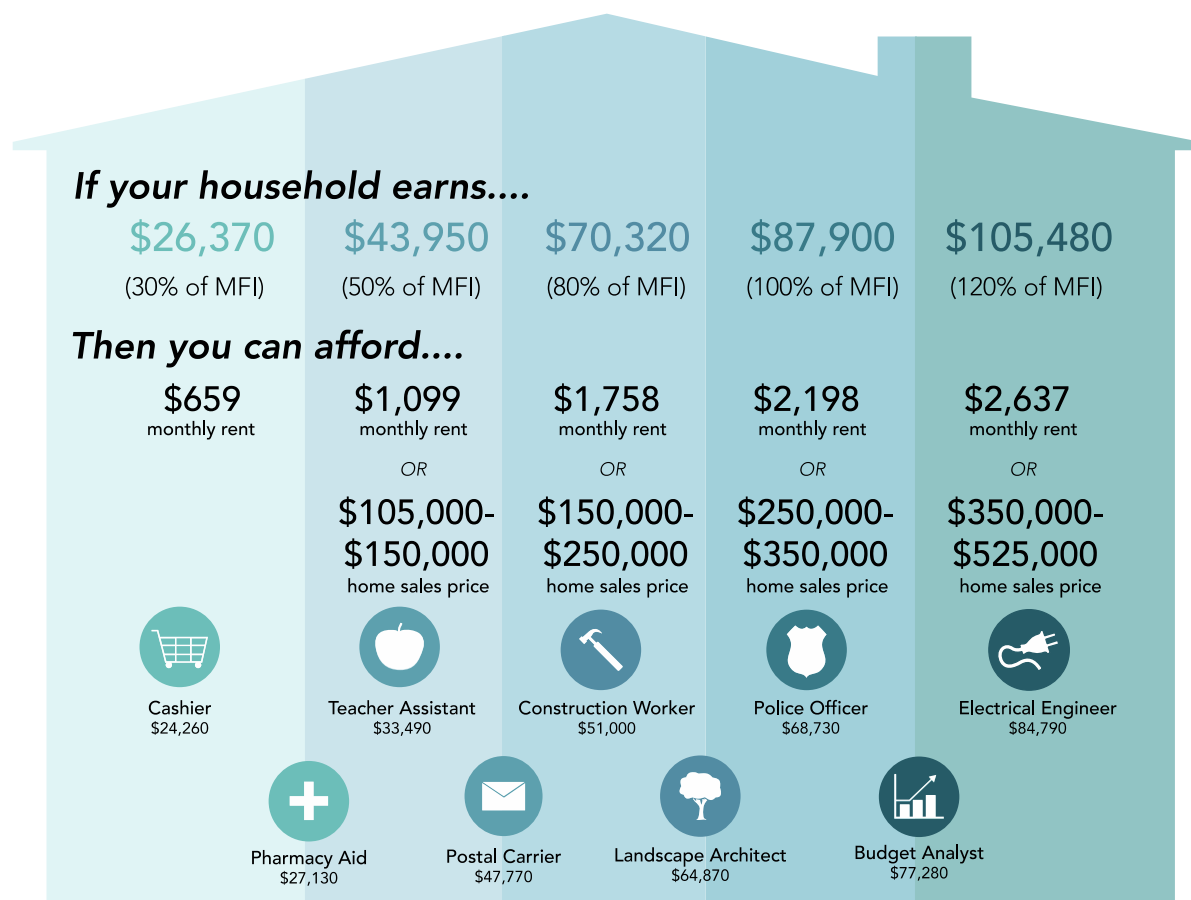 If your household earns....
$26,370 $43,950 $70,320 $87,900 $105,480
(30% of MFI) (50% of MFI) (80% of MFI) (100% of MFI) (120% of MFI)
Then you can afford....
$659 $1,099 $1,758 $2,198 $2,637
monthly rent monthly rent monthly rent monthly rent monthly rent
OR OR OR OR
$105,000- $150,000- $250,000- $350,000-
$150,000 $250,000 $350,000 $525,000
home sales price home sales price home sales price home sales price
Cashier Teacher Assistant Construction Worker Police Officer Electrical Engineer
$24,260 $33,490 $51,000 $68,730 $84,790
Pharmacy Aid Postal Carrier Landscape Architect Budget Analyst
$27,130 $47,770 $64,870 $77,280